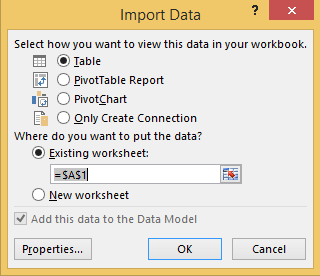 Import Data
?
Select how you want to view this data in your workbook.
Table
PivotTable Report
PivotChart
Only Create Connection
Where do you want to put the data?
Existing worksheet:
=$A$1
New worksheet
Add this data to the Data Model
Properties...
OK
Cancel